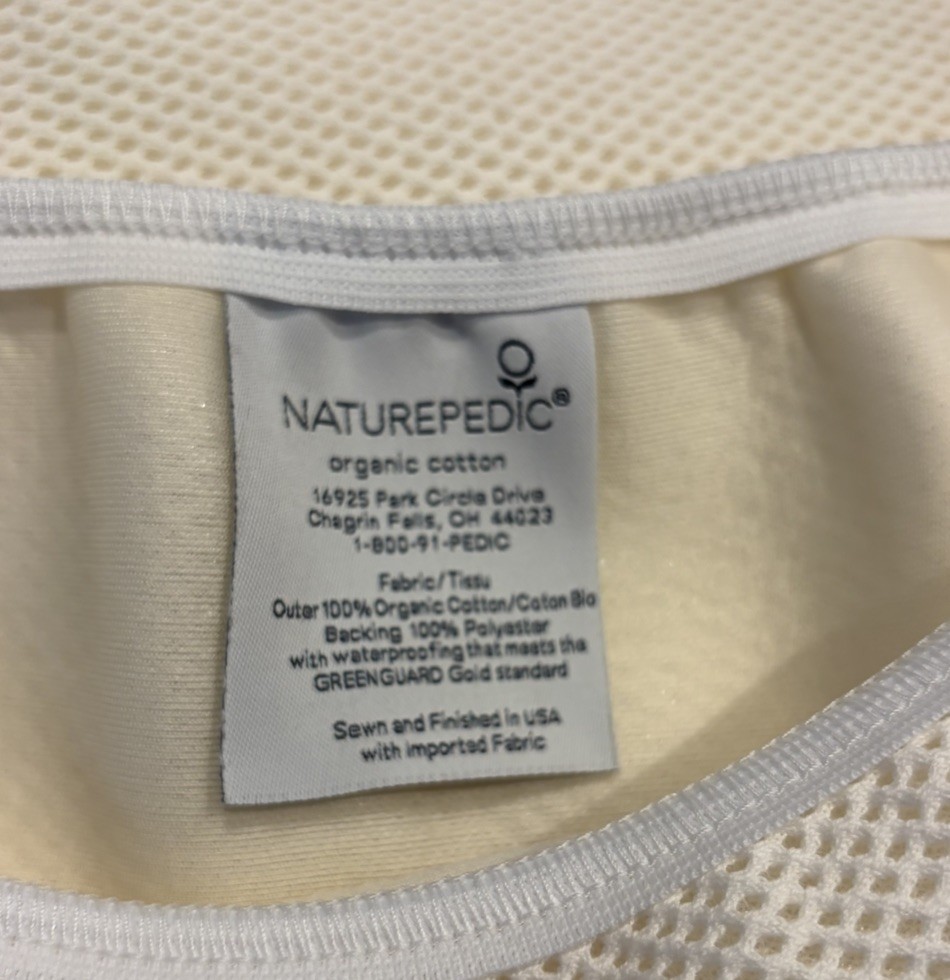 NATUREPEDIC®
organic cotton
16925 Park Circle Drive
Chagrin Falls, OH 44023
1-800-91-PEDIC
Fabric/Tissu
Outer 100% Organic Cotton/Coton Bio
Backing 100% Polyester
with waterproofing that meets the
GREENGUARD Gold standard
Sewn and Finished in USA
with imported Fabric